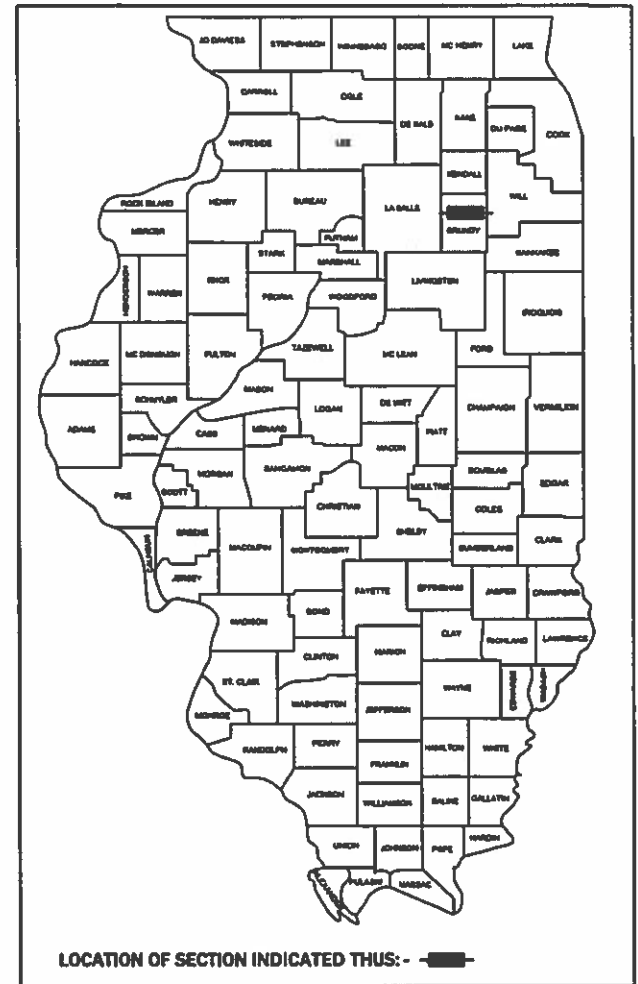 JO DAVIESS STEPHENSON WINNEBAGO BOONE MC HENRY LAKE
CARROLL OGLE DE KALB KANE DU PAGE COOK
WHITESIDE LEE
KENDALL WILL
ROCK ISLAND HENRY BUREAU LA SALLE
MERCER PUTNAM GRUNDY
STARK MARSHALL KANKAKEE
HENDERSON WARREN KNOX PEORIA WOODFORD LIVINGSTON
IROQUOIS
HANCOCK MC DONOUGH FULTON TAZEWELL MC LEAN FORD
MASON
SCHUYLER LOGAN DE WITT CHAMPAIGN VERMILION
ADAMS BROWN CASS MENARD PIATT
MACON
MORGAN SANGAMON DOUGLAS EDGAR
PIKE SCOTT CHRISTIAN MOULTRIE
COLES
GREENE MACOUPIN MONTGOMERY SHELBY CUMBERLAND CLARK
CALHOUN JERSEY
FAYETTE EFFINGHAM JASPER CRAWFORD
MADISON BOND
CLAY RICHLAND LAWRENCE
CLINTON MARION
ST. CLAIR WAYNE EDWARDS WABASH
WASHINGTON JEFFERSON
MONROE
RANDOLPH PERRY HAMILTON WHITE
FRANKLIN
JACKSON WILLIAMSON SALINE GALLATIN
UNION JOHNSON POPE HARDIN
ALEXANDER PULASKI MASSAC
LOCATION OF SECTION INDICATED THUS: -